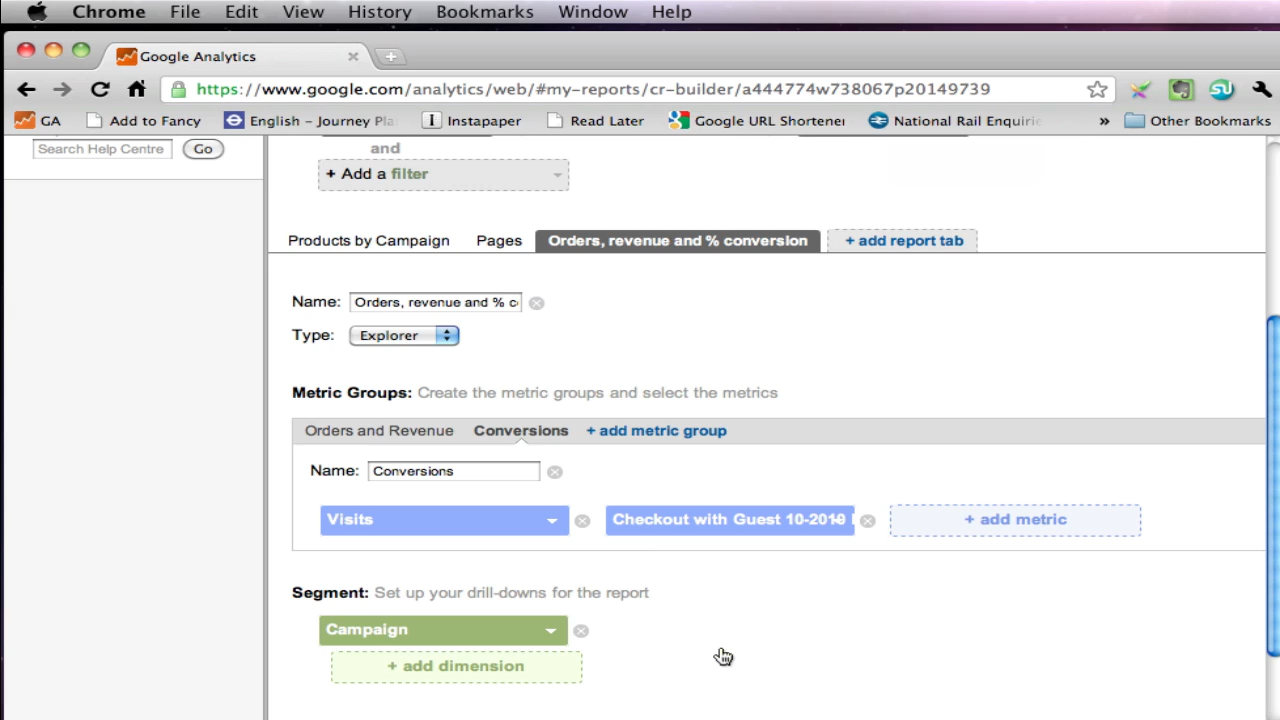 Chrome File Edit View History Bookmarks Window Help
Google Analytics
https://www.google.com/analytics/web/#my-reports/cr-builder/a444774w738067p20149739
GA Add to Fancy English – Journey Pla Instapaper Read Later Google URL Shortener National Rail Enquirie » Other Bookmarks
Search Help Centre Go
and
+ Add a filter
Products by Campaign Pages Orders, revenue and % conversion + add report tab
Name: Orders, revenue and % c
Type: Explorer
Metric Groups: Create the metric groups and select the metrics
Orders and Revenue Conversions + add metric group
Name: Conversions
Visits Checkout with Guest 10-2010 + add metric
Segment: Set up your drill-downs for the report
Campaign
+ add dimension